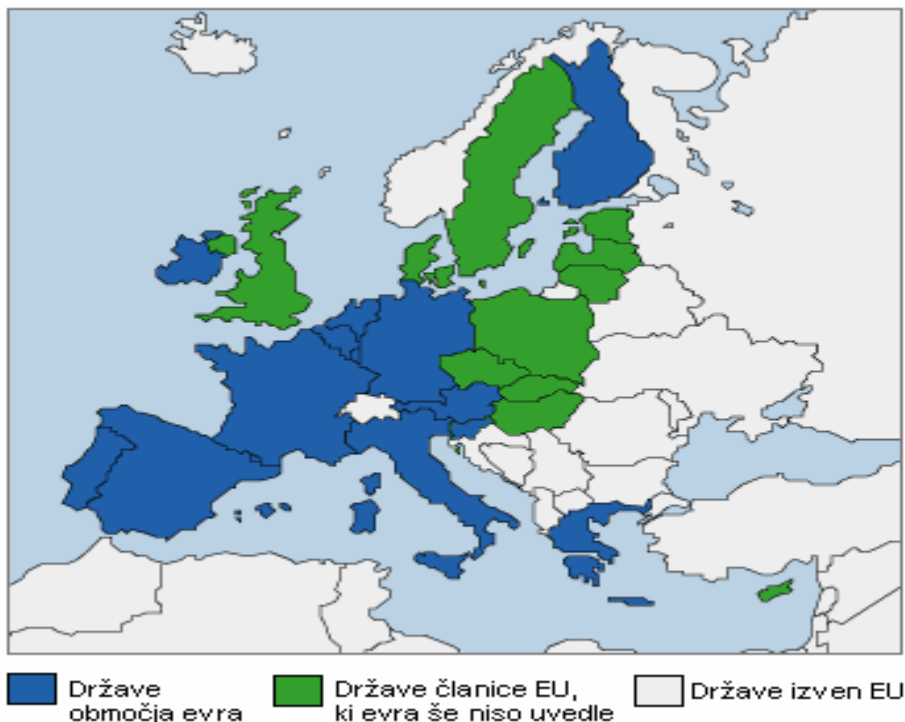 Države
območja evra
Države članice EU,
ki evra še niso uvedle
Države izven EU